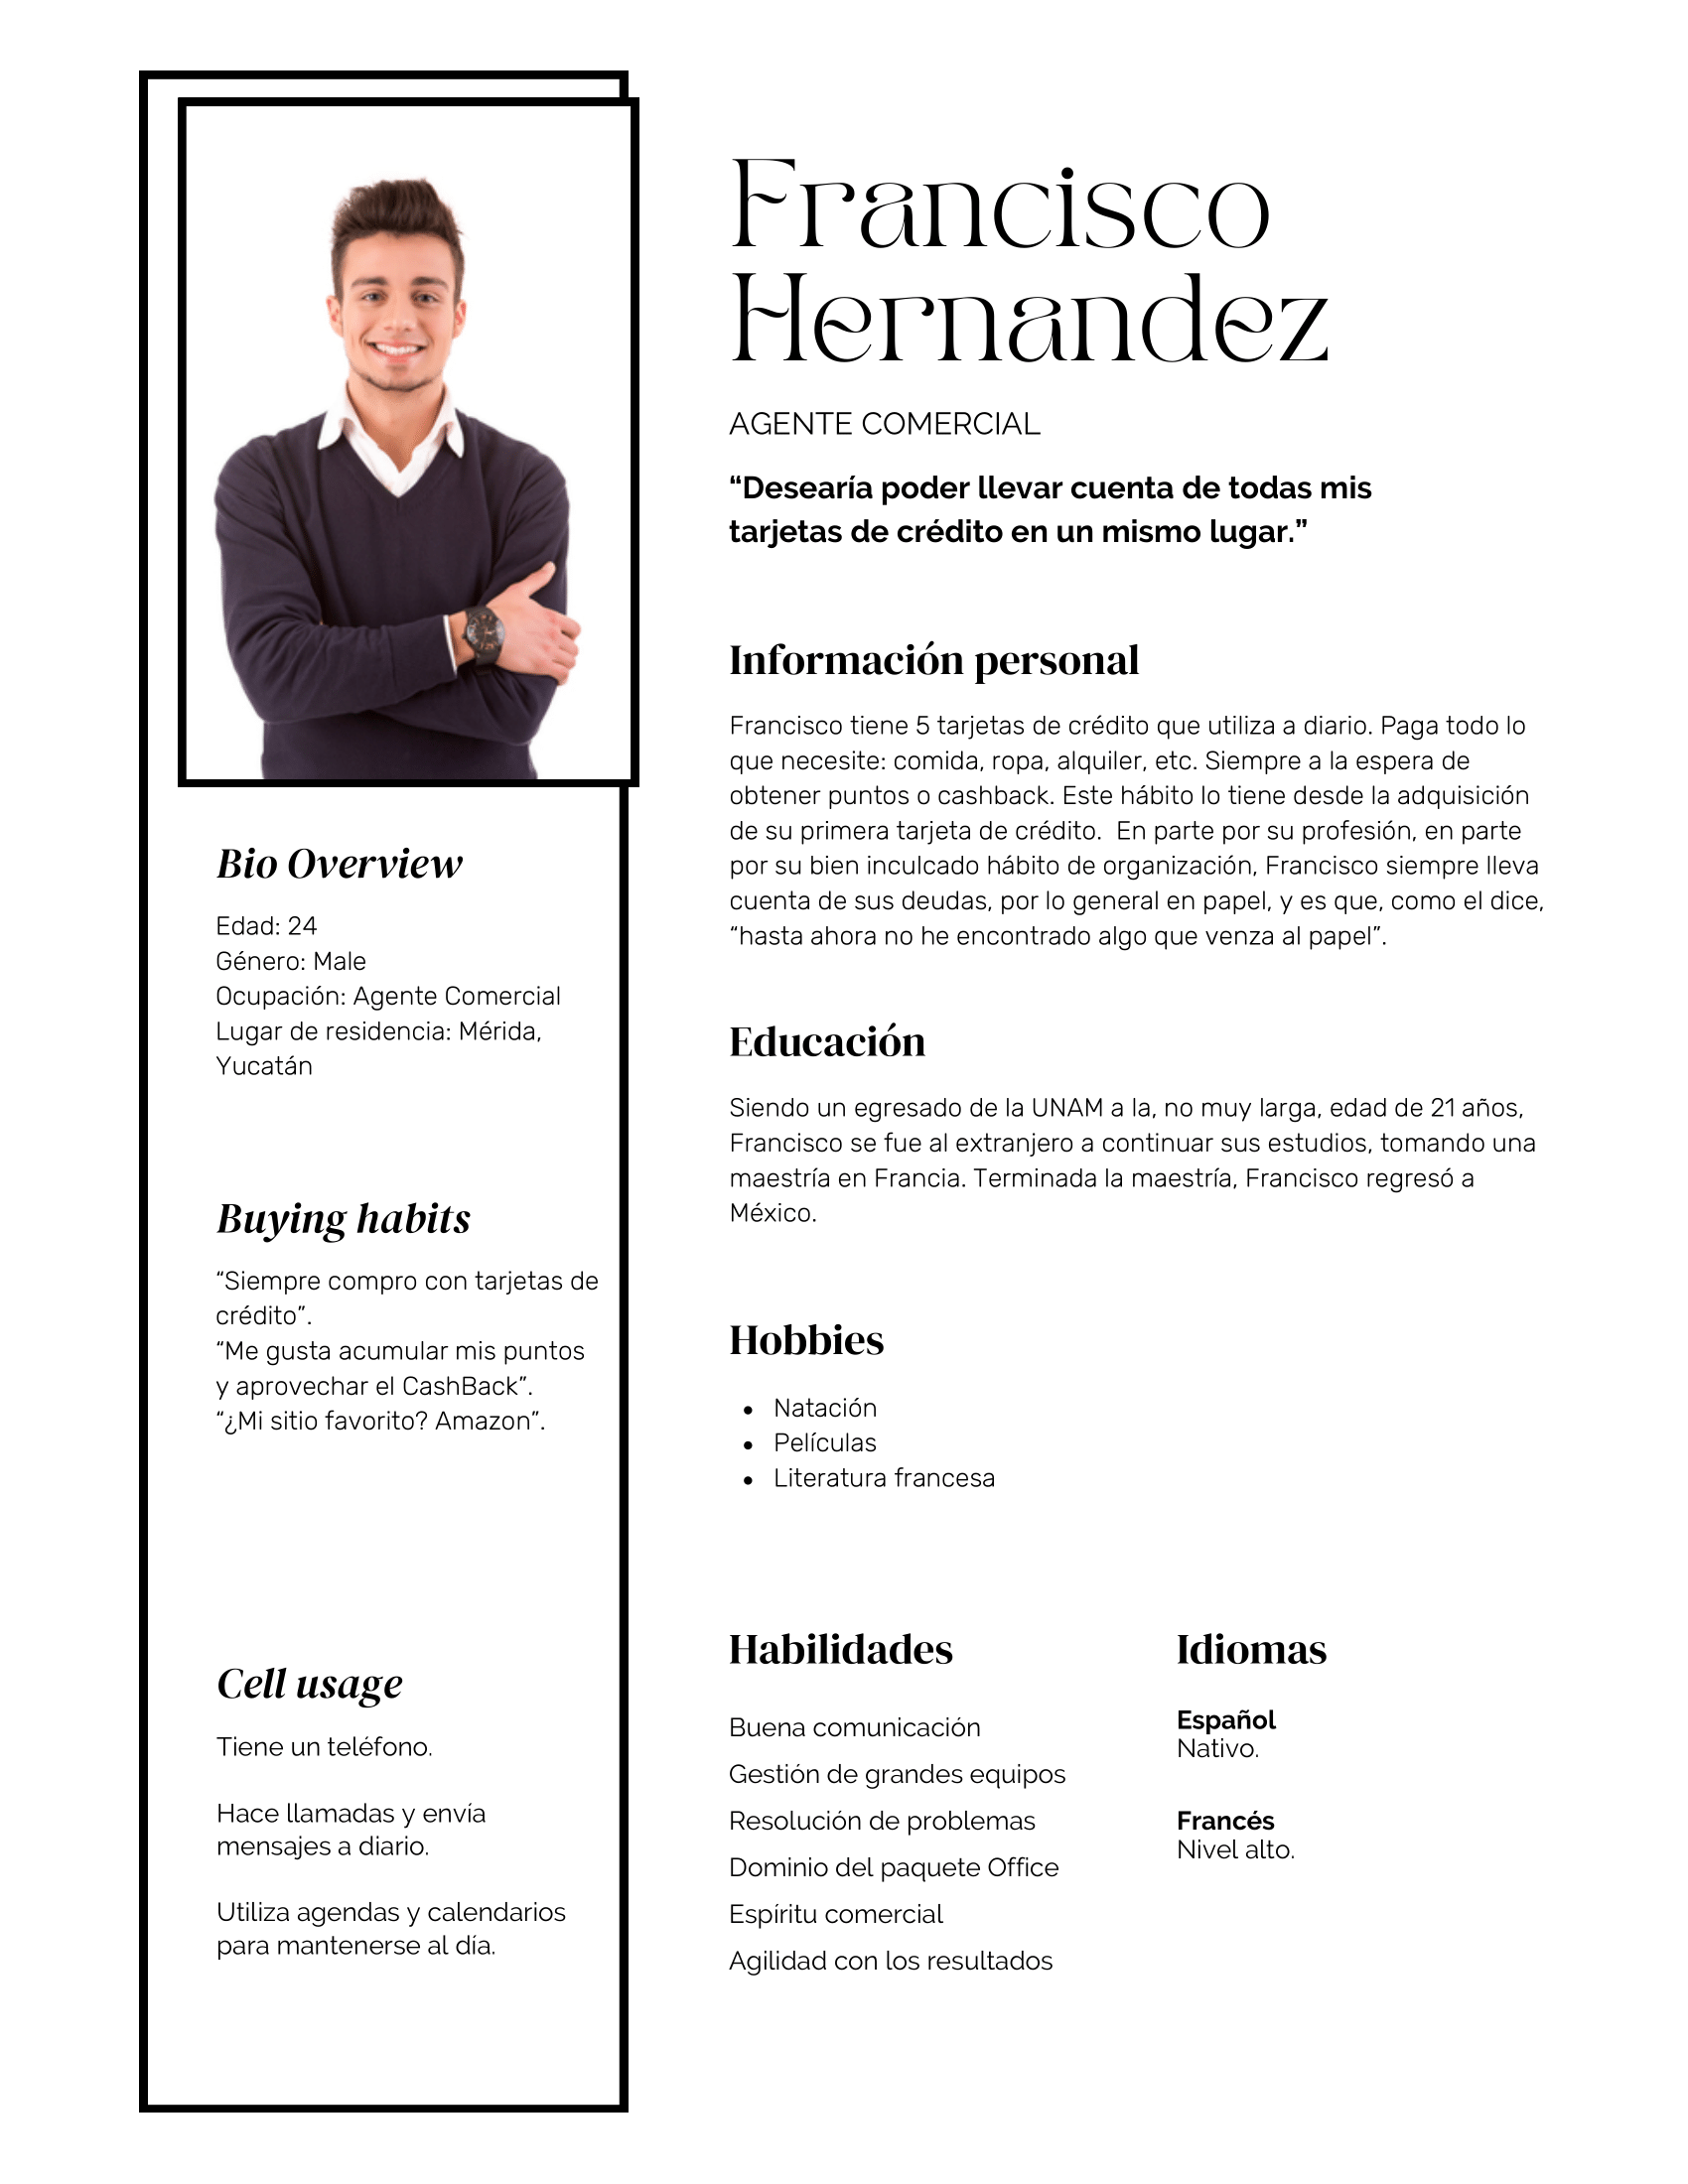 Francisco
Hernandez
AGENTE COMERCIAL
“Desearía poder llevar cuenta de todas mis
tarjetas de crédito en un mismo lugar.”
Información personal
Francisco tiene 5 tarjetas de crédito que utiliza a diario. Paga todo lo
que necesite: comida, ropa, alquiler, etc. Siempre a la espera de
obtener puntos o cashback. Este hábito lo tiene desde la adquisición
de su primera tarjeta de crédito.  En parte por su profesión, en parte
por su bien inculcado hábito de organización, Francisco siempre lleva
cuenta de sus deudas, por lo general en papel, y es que, como el dice,
“hasta ahora no he encontrado algo que venza al papel”.
Educación
Siendo un egresado de la UNAM a la, no muy larga, edad de 21 años,
Francisco se fue al extranjero a continuar sus estudios, tomando una
maestría en Francia. Terminada la maestría, Francisco regresó a
México.
Hobbies
• Natación
• Películas
• Literatura francesa
Habilidades
Buena comunicación
Gestión de grandes equipos
Resolución de problemas
Dominio del paquete Office
Espíritu comercial
Agilidad con los resultados
Idiomas
Español
Nativo.
Francés
Nivel alto.
Bio Overview
Edad: 24
Género: Male
Ocupación: Agente Comercial
Lugar de residencia: Mérida,
Yucatán
Buying habits
“Siempre compro con tarjetas de
crédito”.
“Me gusta acumular mis puntos
y aprovechar el CashBack”.
“¿Mi sitio favorito? Amazon”.
Cell usage
Tiene un teléfono.
Hace llamadas y envía
mensajes a diario.
Utiliza agendas y calendarios
para mantenerse al día.